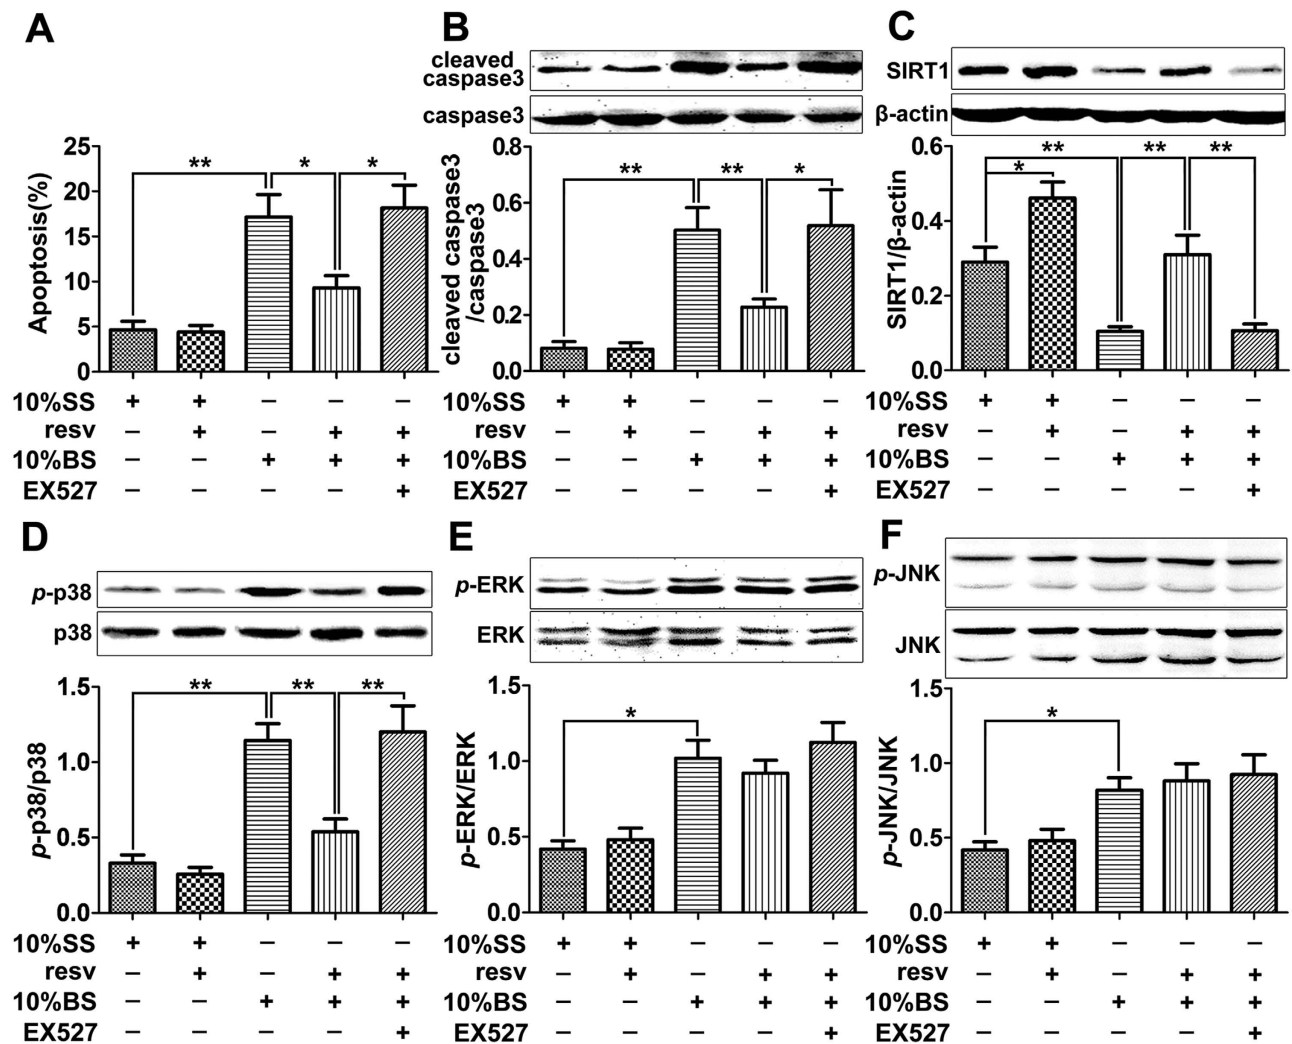 A
Apoptosis(%)
25
20
15
10
5
0
** * *
10%SS + + – – –
resv – + – + +
10%BS – – + + +
EX527 – – – – +
B
cleaved
caspase3
caspase3
cleaved caspase3
/caspase3
0.8
0.6
0.4
0.2
0.0
** ** *
10%SS + + – – –
resv – + – + +
10%BS – – + + +
EX527 – – – – +
C
SIRT1
β-actin
SIRT1/β-actin
0.6
0.4
0.2
0.0
** ** **
*
10%SS + + – – –
resv – + – + +
10%BS – – + + +
EX527 – – – – +
D
p-p38
p38
p-p38/p38
1.5
1.0
0.5
0.0
** ** **
10%SS + + – – –
resv – + – + +
10%BS – – + + +
EX527 – – – – +
E
p-ERK
ERK
p-ERK/ERK
1.5
1.0
0.5
0.0
*
10%SS + + – – –
resv – + – + +
10%BS – – + + +
EX527 – – – – +
F
p-JNK
JNK
p-JNK/JNK
1.5
1.0
0.5
0.0
*
10%SS + + – – –
resv – + – + +
10%BS – – + + +
EX527 – – – – +